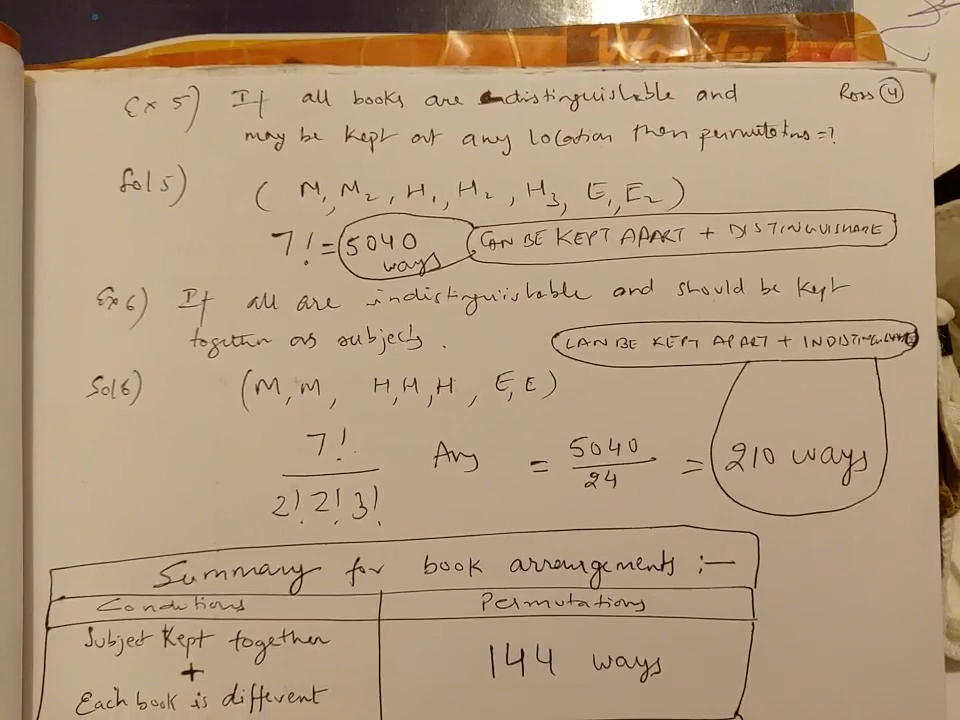 Wonder
Ex 5) If all books are distinguishable and Ross 4
may be kept at any location then permutations =?
Sol 5) ( M1, M2, H1, H2, H3, E1, E2 )
7! = 5040 ways CAN BE KEPT APART + DISTINGUISHABLE
Ex 6) If all are indistinguishable and should be kept
together as subjects.
CAN BE KEPT APART + INDISTINGUISHABLE
Sol 6) (M, M, H, H, H, E, E)
7! / 2! 2! 3! Ans = 5040 / 24 = 210 ways
Summary for book arrangements :—
Conditions Permutations
Subject Kept together
+ 144 ways
Each book is different